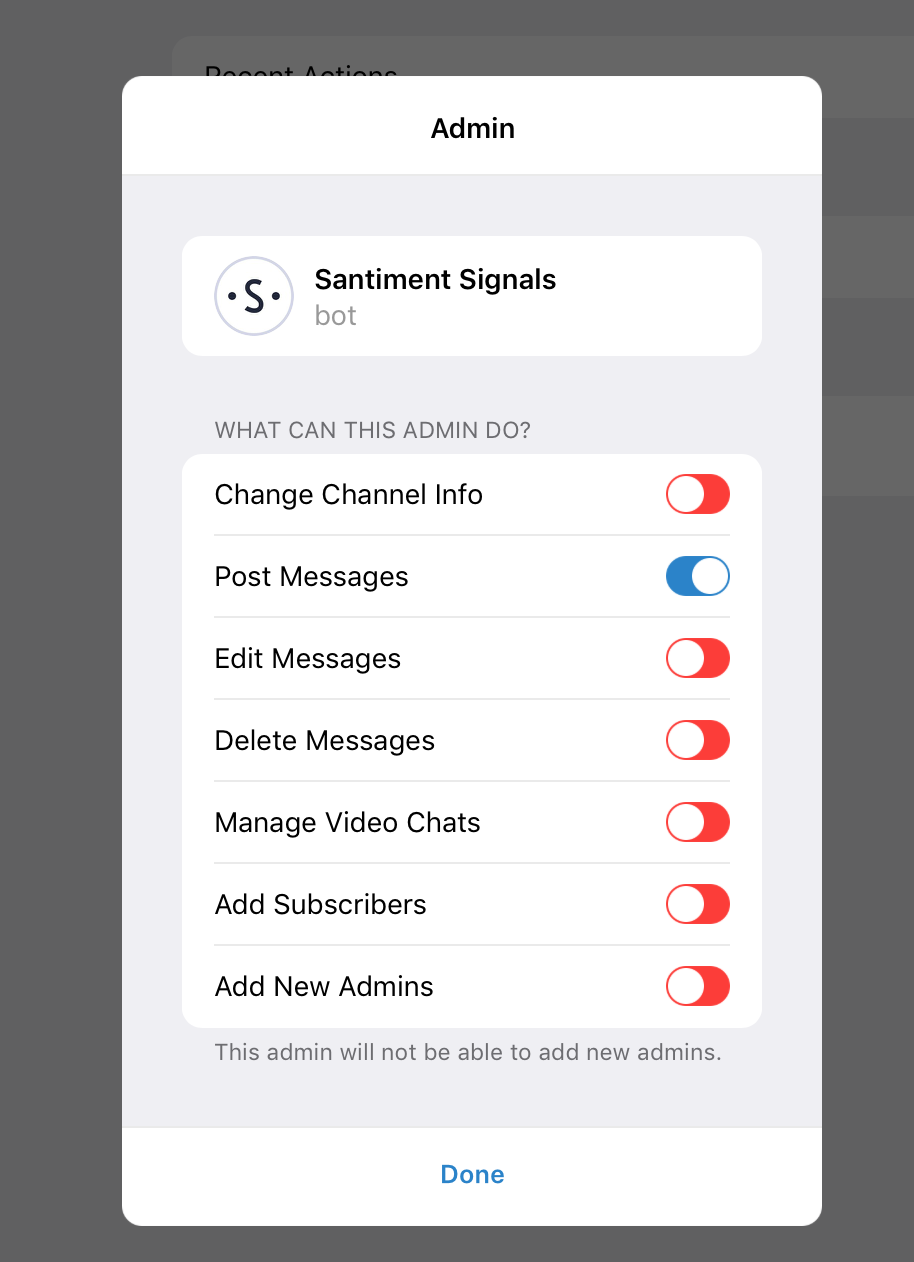 Recent Actions
Admin
·S·
Santiment Signals
bot
WHAT CAN THIS ADMIN DO?
Change Channel Info
Post Messages
Edit Messages
Delete Messages
Manage Video Chats
Add Subscribers
Add New Admins
This admin will not be able to add new admins.
Done